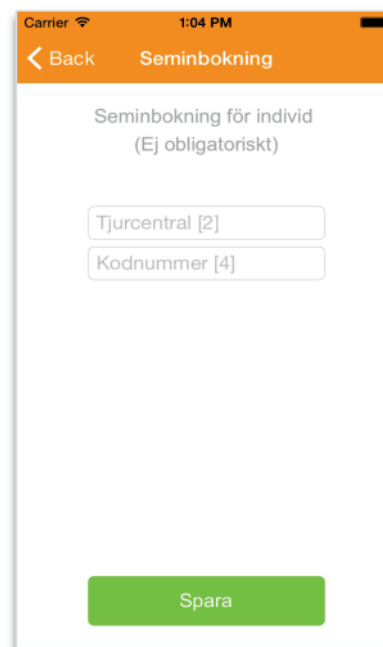 Carrier 1:04 PM
Back Seminbokning
Seminbokning för individ
(Ej obligatoriskt)
Tjurcentral [2]
Kodnummer [4]
Spara